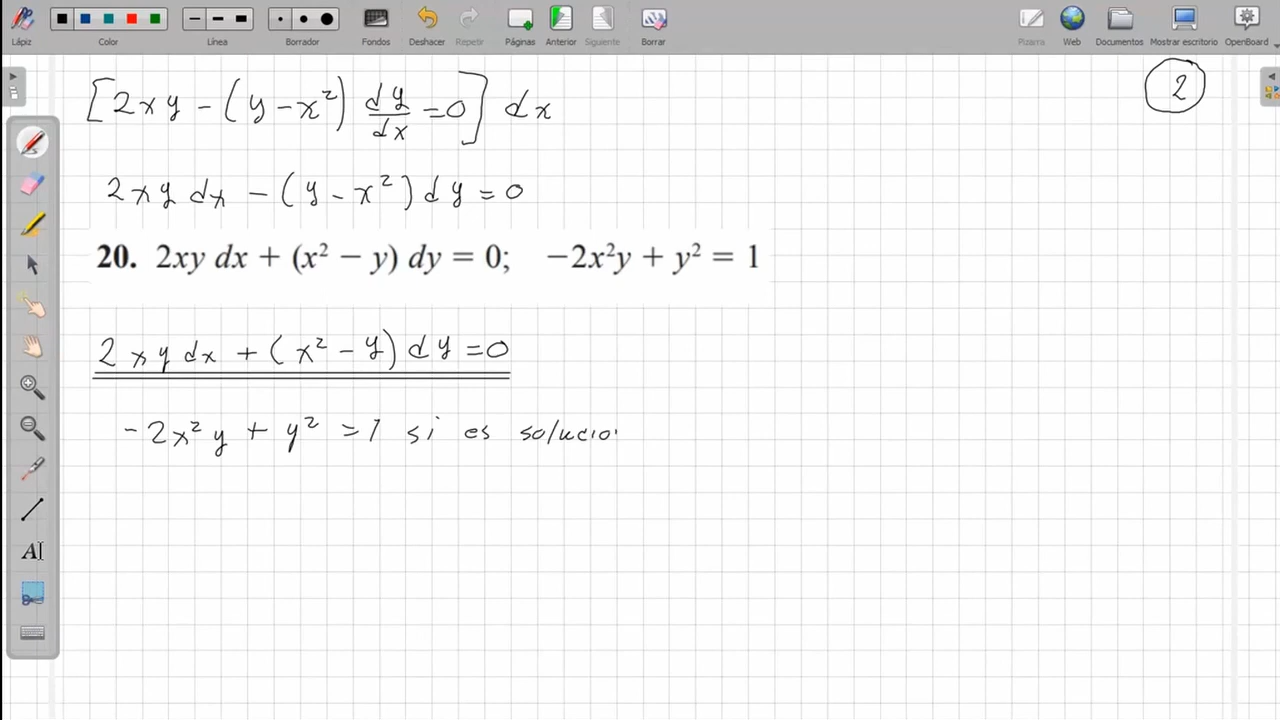 Lápiz Color Línea Borrador Fondos Deshacer Repetir Páginas Anterior Siguiente Borrar Pizarra Web Documentos Mostrar escritorio OpenBoard
[2xy - (y - x²) dy/dx = 0] dx
2
2xy dx - (y - x²) dy = 0
20. 2xy dx + (x² − y) dy = 0; −2x²y + y² = 1
2xy dx + (x² - y) dy = 0
-2x²y + y² = 1 si es solucio
AI